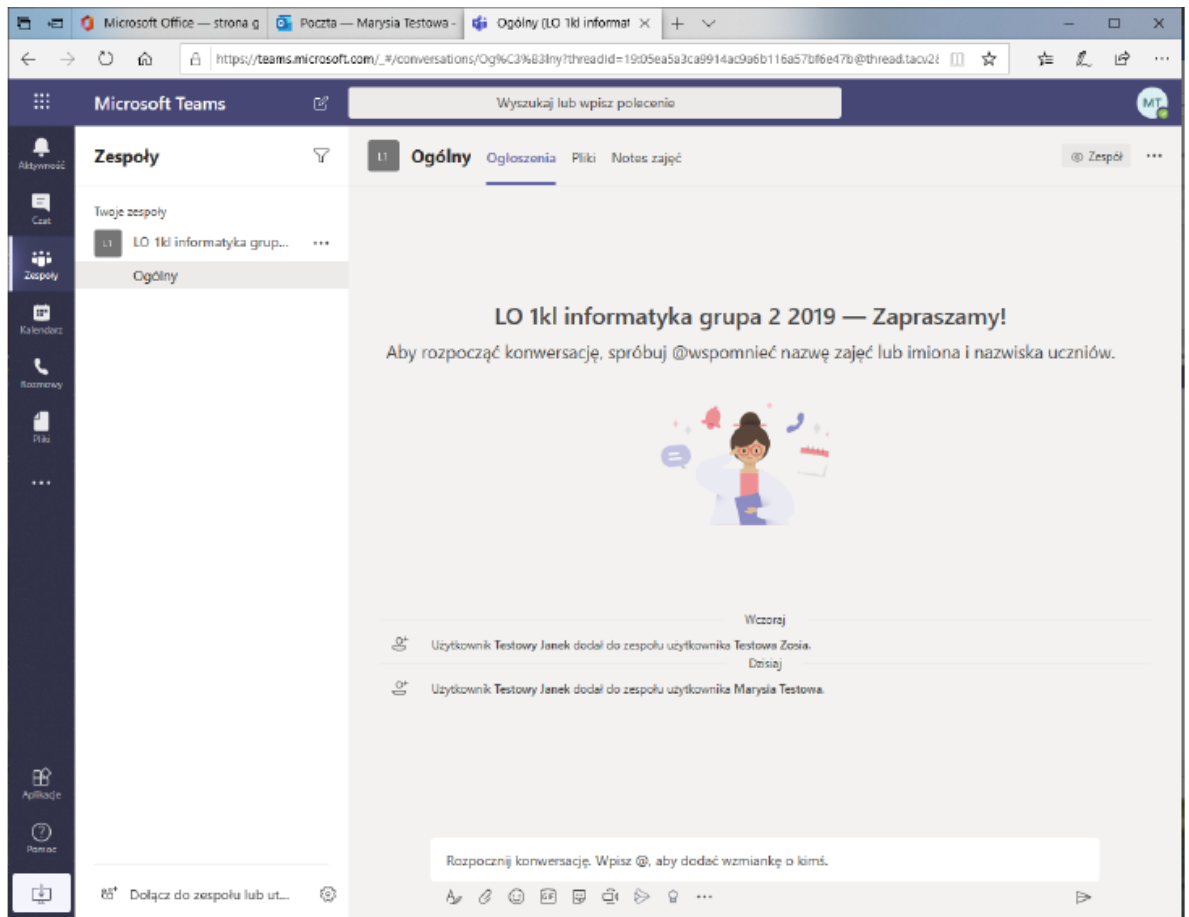 Microsoft Office — strona g
Poczta — Marysia Testowa -
Ogólny (LO 1kl informat
https://teams.microsoft.com/_#/conversations/Og%C3%B3lny?threadId=19:05ea5a3ca9914ac9a6b116a57bf6e47b@thread.tacv2&
Microsoft Teams
Wyszukaj lub wpisz polecenie
MT
Aktywność
Czat
Zespoły
Kalendarz
Rozmowy
Pliki
Aplikacje
Pomoc
Zespoły
Twoje zespoły
L1 LO 1kl informatyka grup...
Ogólny
Dołącz do zespołu lub ut...
L1 Ogólny Ogłoszenia Pliki Notes zajęć
Zespół
LO 1kl informatyka grupa 2 2019 — Zapraszamy!
Aby rozpocząć konwersację, spróbuj @wspomnieć nazwę zajęć lub imiona i nazwiska uczniów.
Wczoraj
Użytkownik Testowy Janek dodał do zespołu użytkownika Testowa Zosia.
Dzisiaj
Użytkownik Testowy Janek dodał do zespołu użytkownika Marysia Testowa.
Rozpocznij konwersację. Wpisz @, aby dodać wzmiankę o kimś.
GIF